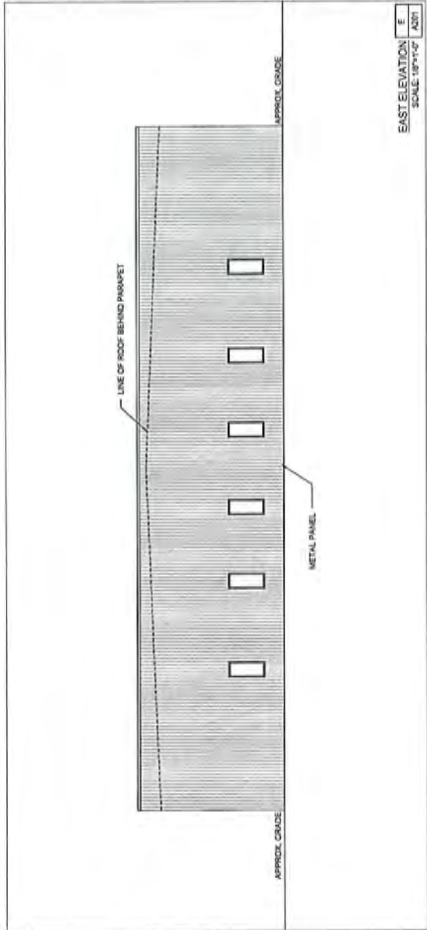 LINE OF ROOF BEHIND PARAPET
APPROX. GRADE
APPROX. GRADE
METAL PANEL
EAST ELEVATION
SCALE: 1/8"=1'-0"
E
A201